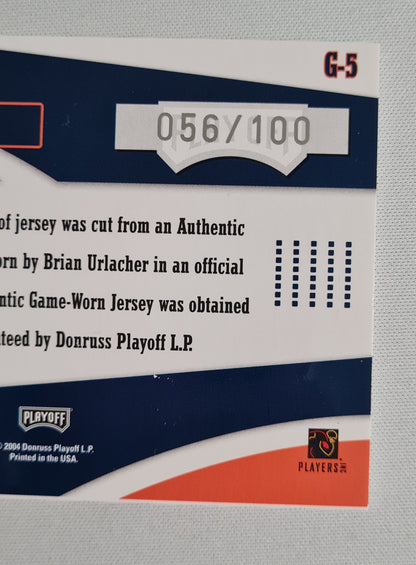 G-5
056/100
of jersey was cut from an Authentic
orn by Brian Urlacher in an official
ntic Game-Worn Jersey was obtained
teed by Donruss Playoff L.P.
PLAYOFF
© 2004 Donruss Playoff L.P.
Printed in the USA.
PLAYERS INC